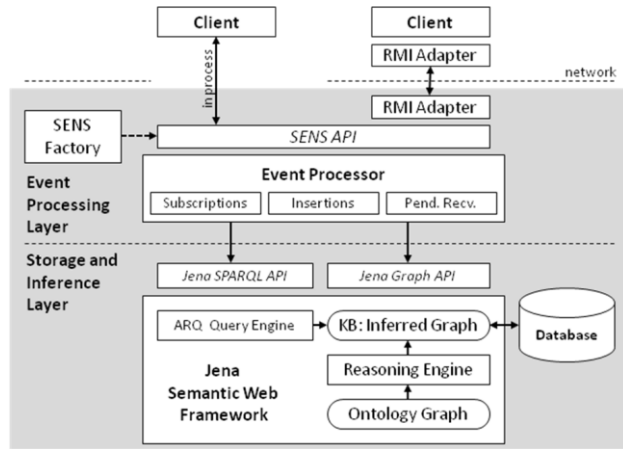 Client
Client
in process
RMI Adapter
network
RMI Adapter
SENS
Factory
SENS API
Event Processor
Subscriptions
Insertions
Pend. Recv.
Event
Processing
Layer
Storage and
Inference
Layer
Jena SPARQL API
Jena Graph API
ARQ Query Engine
KB: Inferred Graph
Database
Reasoning Engine
Jena
Semantic Web
Framework
Ontology Graph